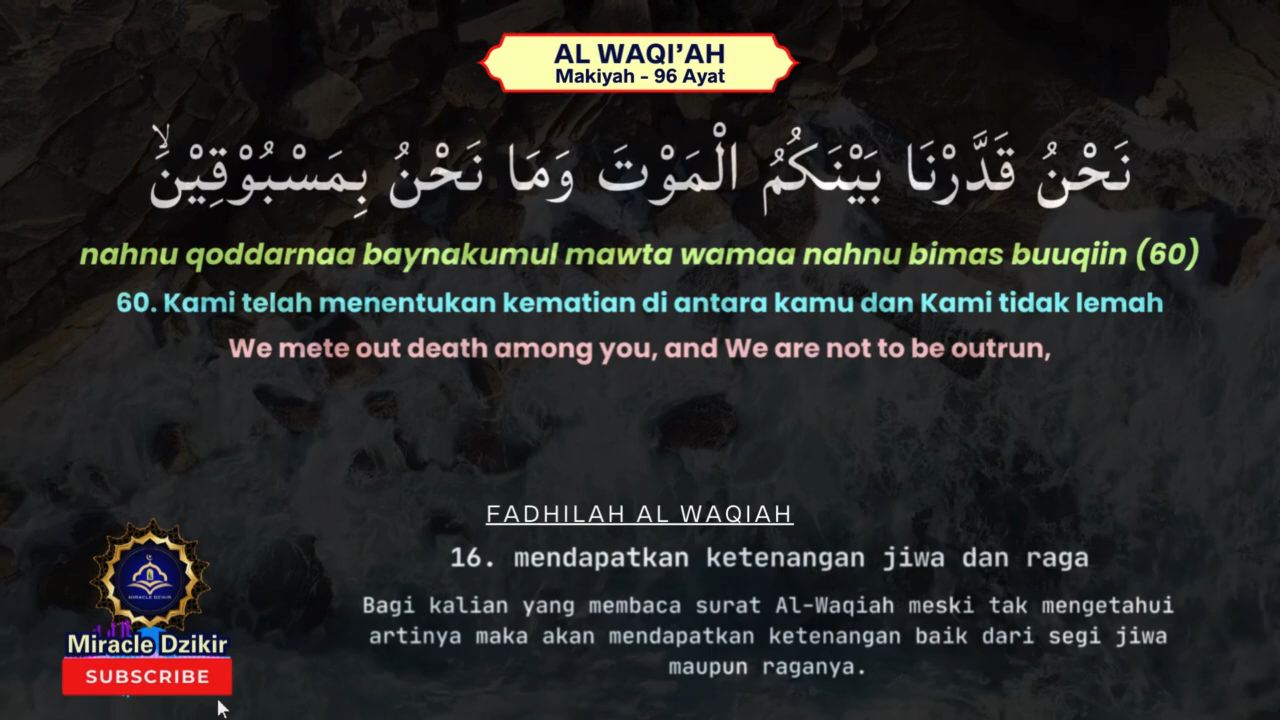 AL WAQI'AH
Makiyah - 96 Ayat
نَحْنُ قَدَّرْنَا بَيْنَكُمُ الْمَوْتَ وَمَا نَحْنُ بِمَسْبُوْقِيْنَۙ
nahnu qoddarnaa baynakumul mawta wamaa nahnu bimas buuqiin (60)
60. Kami telah menentukan kematian di antara kamu dan Kami tidak lemah
We mete out death among you, and We are not to be outrun,
FADHILAH AL WAQIAH
16. mendapatkan ketenangan jiwa dan raga
Bagi kalian yang membaca surat Al-Waqiah meski tak mengetahui
artinya maka akan mendapatkan ketenangan baik dari segi jiwa
maupun raganya.
MIRACLE DZIKIR
Miracle Dzikir
SUBSCRIBE